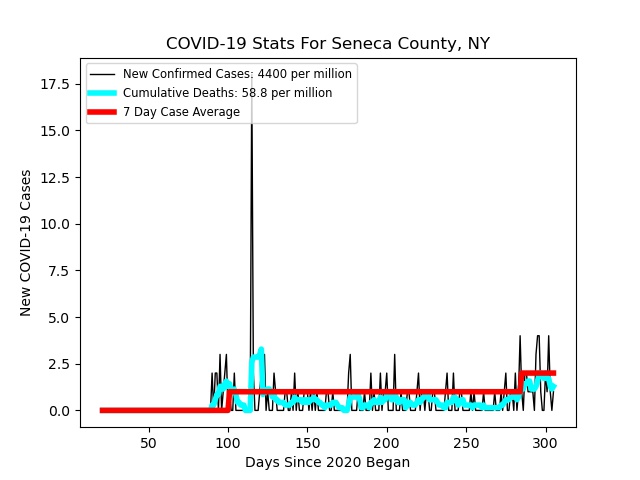 COVID-19 Stats For Seneca County, NY
New Confirmed Cases: 4400 per million
Cumulative Deaths: 58.8 per million
7 Day Case Average
17.5
15.0
12.5
10.0
7.5
5.0
2.5
0.0
New COVID-19 Cases
50 100 150 200 250 300
Days Since 2020 Began